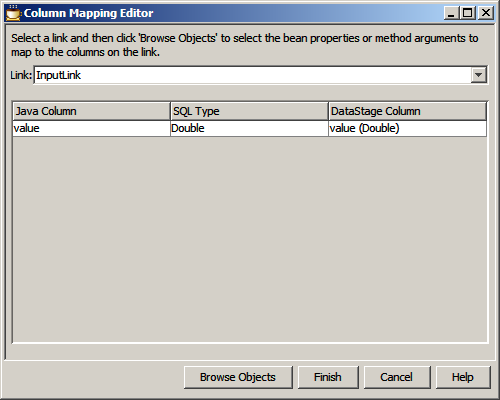 Column Mapping Editor
Select a link and then click 'Browse Objects' to select the bean properties or method arguments to
map to the columns on the link.
Link: InputLink
Java Column SQL Type DataStage Column
value Double value (Double)
Browse Objects Finish Cancel Help